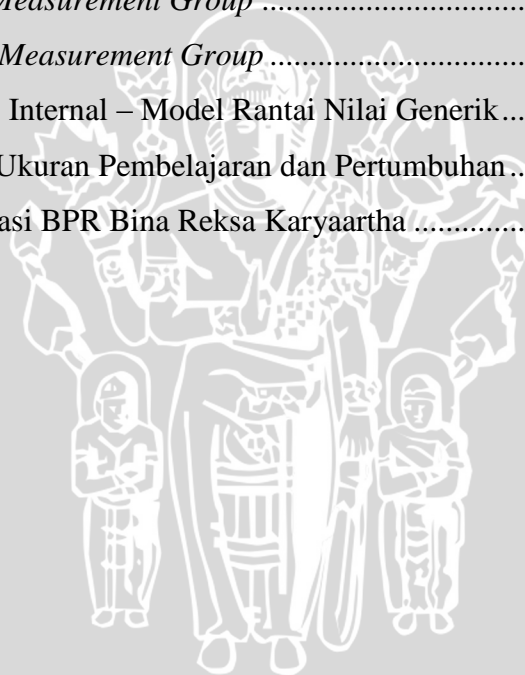 Measurement Group ...............................
Measurement Group ..............................
Internal – Model Rantai Nilai Generik ...
Ukuran Pembelajaran dan Pertumbuhan ..
asi BPR Bina Reksa Karyaartha ..............